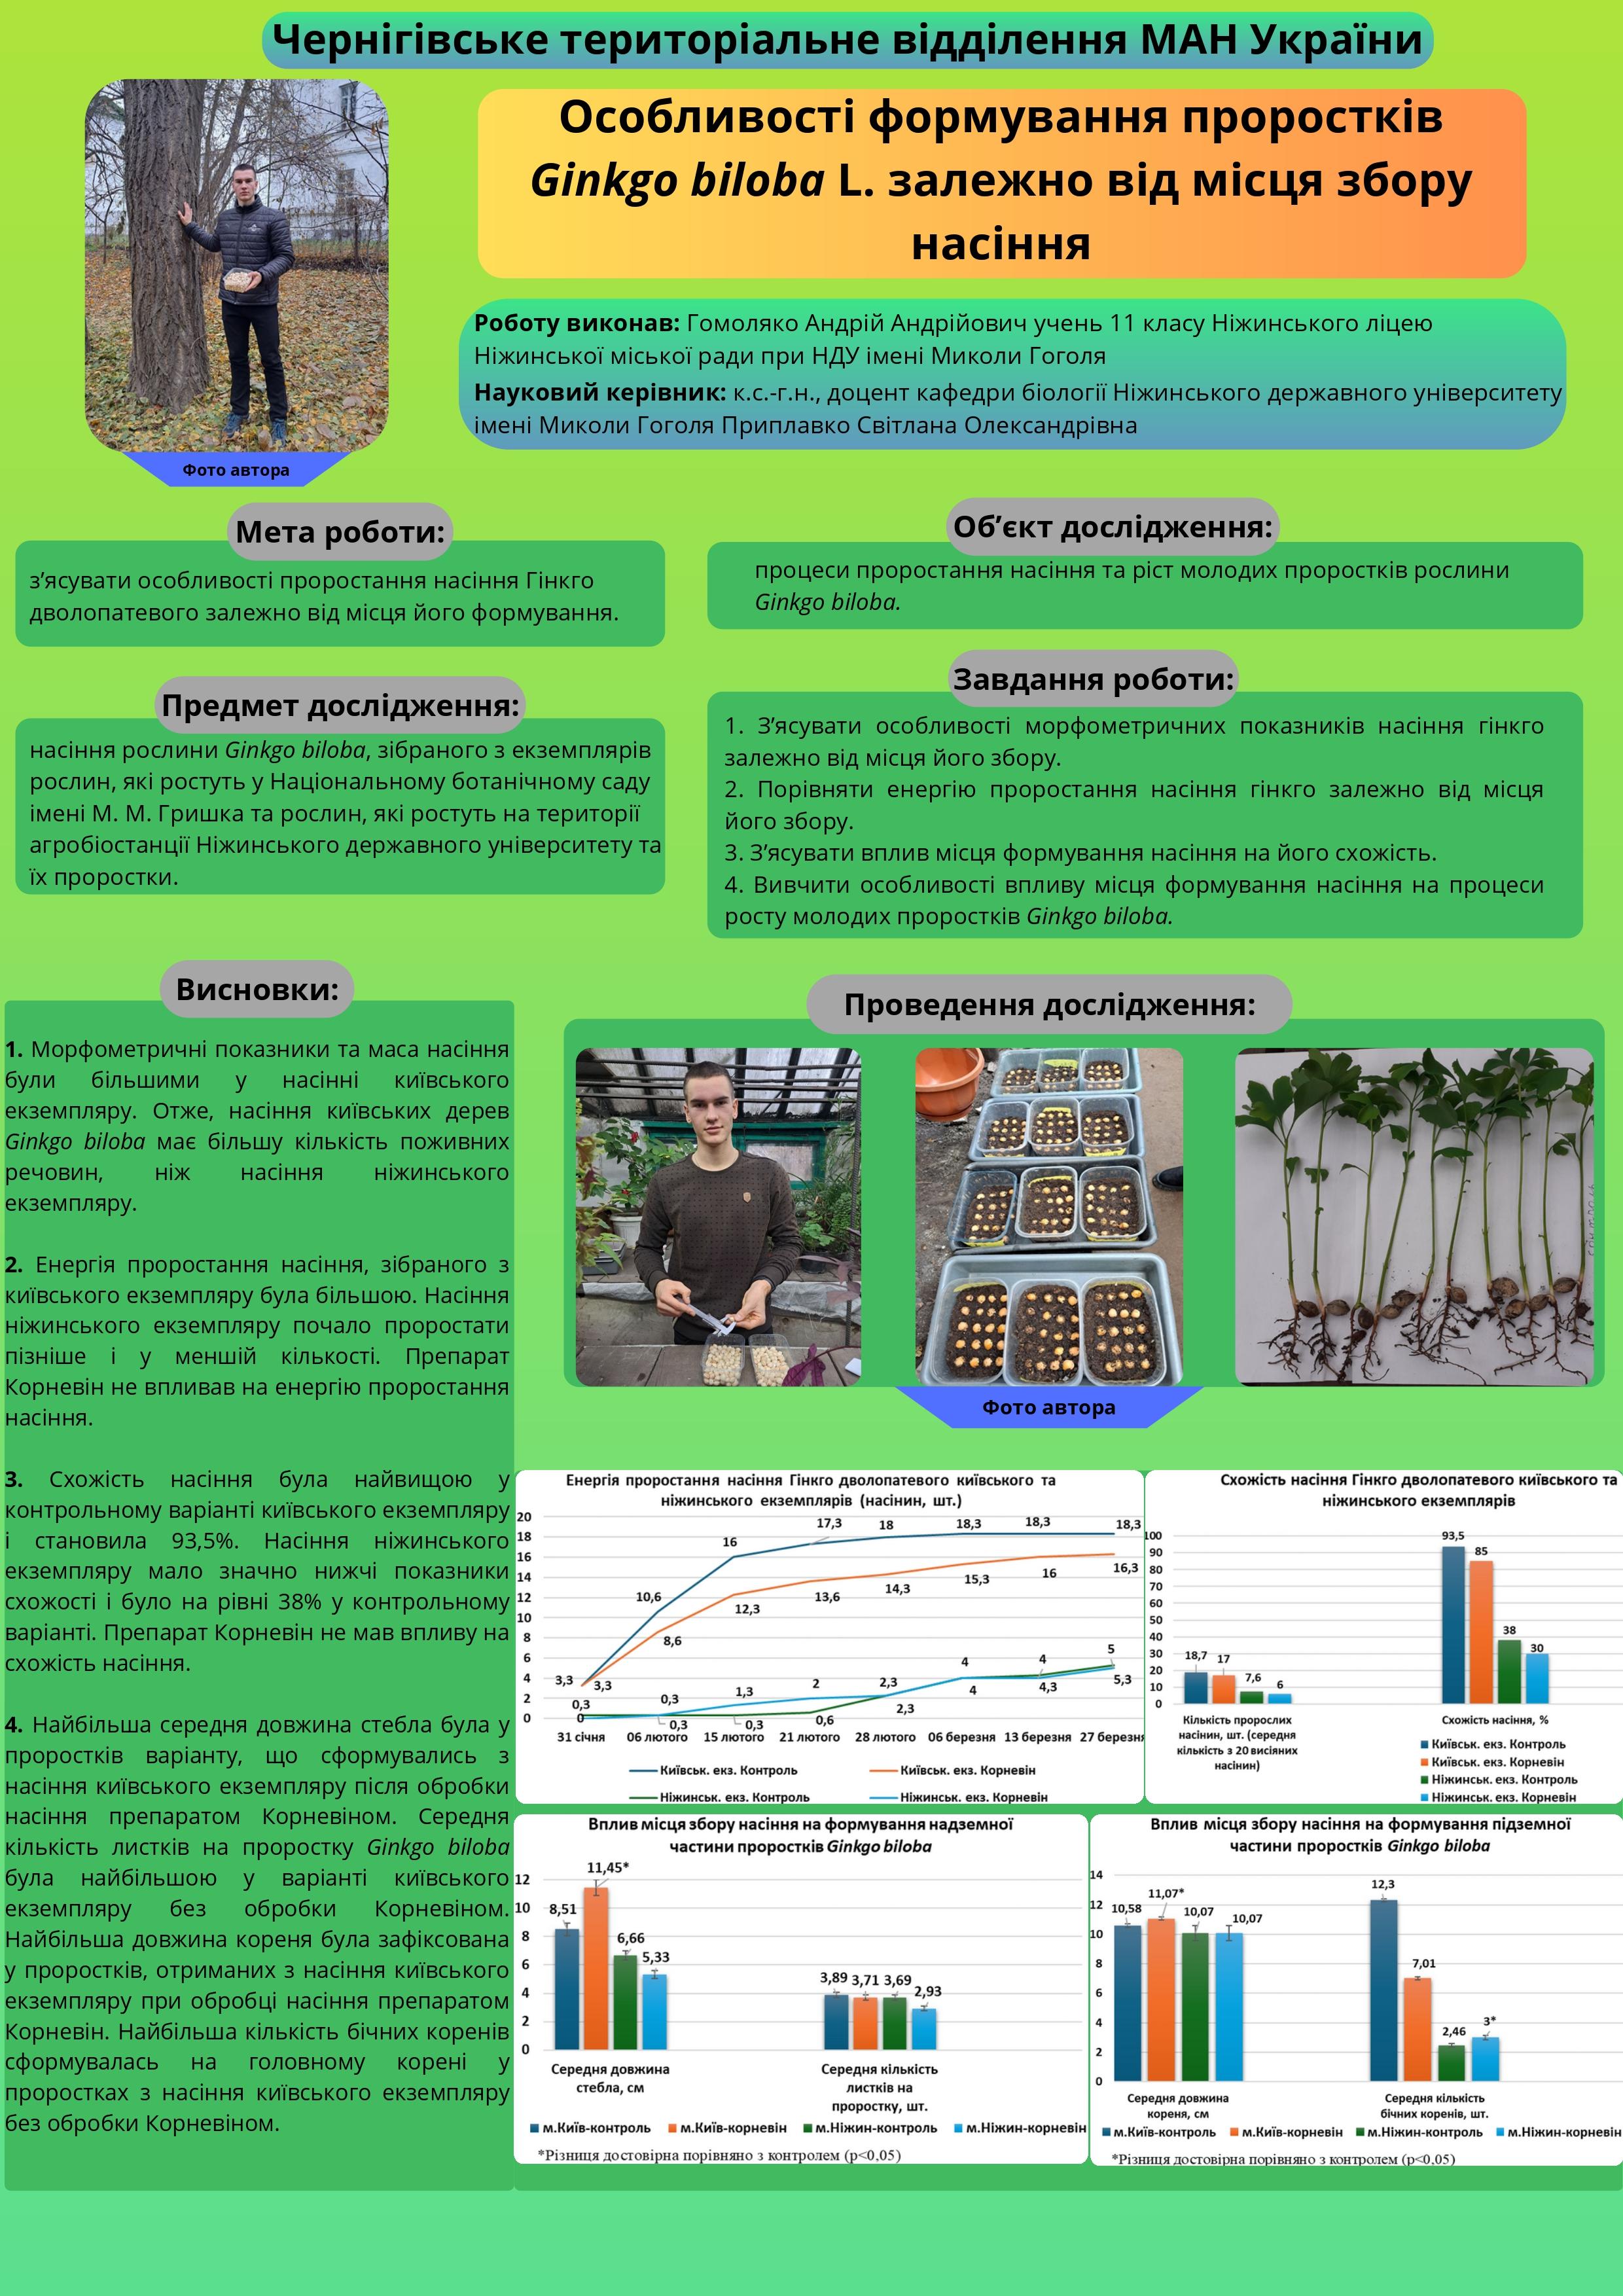 Чернігівське територіальне відділення МАН України
Особливості формування проростків
Ginkgo biloba L. залежно від місця збору
насіння
Роботу виконав: Гомоляко Андрій Андрійович учень 11 класу Ніжинського ліцею
Ніжинської міської ради при НДУ імені Миколи Гоголя
Науковий керівник: к.с.-г.н., доцент кафедри біології Ніжинського державного університету
імені Миколи Гоголя Приплавко Світлана Олександрівна
Фото автора
Мета роботи:
з’ясувати особливості проростання насіння Гінкго
дволопатевого залежно від місця його формування.
Об’єкт дослідження:
процеси проростання насіння та ріст молодих проростків рослини
Ginkgo biloba.
Предмет дослідження:
насіння рослини Ginkgo biloba, зібраного з екземплярів
рослин, які ростуть у Національному ботанічному саду
імені М. М. Гришка та рослин, які ростуть на території
агробіостанції Ніжинського державного університету та
їх проростки.
Завдання роботи:
1. З’ясувати особливості морфометричних показників насіння гінкго
залежно від місця його збору.
2. Порівняти енергію проростання насіння гінкго залежно від місця
його збору.
3. З’ясувати вплив місця формування насіння на його схожість.
4. Вивчити особливості впливу місця формування насіння на процеси
росту молодих проростків Ginkgo biloba.
Висновки:
1. Морфометричні показники та маса насіння
були більшими у насінні київського
екземпляру. Отже, насіння київських дерев
Ginkgo biloba має більшу кількість поживних
речовин, ніж насіння ніжинського
екземпляру.
2. Енергія проростання насіння, зібраного з
київського екземпляру була більшою. Насіння
ніжинського екземпляру почало проростати
пізніше і у меншій кількості. Препарат
Корневін не впливав на енергію проростання
насіння.
3. Схожість насіння була найвищою у
контрольному варіанті київського екземпляру
і становила 93,5%. Насіння ніжинського
екземпляру мало значно нижчі показники
схожості і було на рівні 38% у контрольному
варіанті. Препарат Корневін не мав впливу на
схожість насіння.
4. Найбільша середня довжина стебла була у
проростків варіанту, що сформувались з
насіння київського екземпляру після обробки
насіння препаратом Корневіном. Середня
кількість листків на проростку Ginkgo biloba
була найбільшою у варіанті київського
екземпляру без обробки Корневіном.
Найбільша довжина кореня була зафіксована
у проростків, отриманих з насіння київського
екземпляру при обробці насіння препаратом
Корневін. Найбільша кількість бічних коренів
сформувалась на головному корені у
проростках з насіння київського екземпляру
без обробки Корневіном.
Проведення дослідження:
Фото автора
Енергія проростання насіння Гінкго дволопатевого київського та
ніжинського екземплярів (насінин, шт.)
20
18
16
14
12
10
8
6
4
2
0
3,3 10,6 16 17,3 18 18,3 18,3 18,3
3,3 8,6 12,3 13,6 14,3 15,3 16 16,3
0,3 0,3 1,3 2 2,3 4 4 5
0 0,3 0,3 0,6 2,3 4 4,3 5,3
31 січня 06 лютого 15 лютого 21 лютого 28 лютого 06 березня 13 березня 27 березня
Київськ. екз. Контроль Київськ. екз. Корневін
Ніжинськ. екз. Контроль Ніжинськ. екз. Корневін
Схожість насіння Гінкго дволопатевого київського та
ніжинського екземплярів
100
90
80
70
60
50
40
30
20
10
0
18,7 17 7,6 6
93,5 85 38 30
Кількість пророслих
насінин, шт. (середня
кількість з 20 висіяних
насінин)
Схожість насіння, %
Київськ. екз. Контроль
Київськ. екз. Корневін
Ніжинськ. екз. Контроль
Ніжинськ. екз. Корневін
Вплив місця збору насіння на формування надземної
частини проростків Ginkgo biloba
12
10
8
6
4
2
0
8,51 11,45* 6,66 5,33
3,89 3,71 3,69 2,93
Середня довжина
стебла, см
Середня кількість
листків на
проростку, шт.
м.Київ-контроль м.Київ-корневін м.Ніжин-контроль м.Ніжин-корневін
*Різниця достовірна порівняно з контролем (p<0,05)
Вплив місця збору насіння на формування підземної
частини проростків Ginkgo biloba
14
12
10
8
6
4
2
0
10,58 11,07* 10,07 10,07
12,3 7,01 2,46 3*
Середня довжина
кореня, см
Середня кількість
бічних коренів, шт.
м.Київ-контроль м.Київ-корневін м.Ніжин-контроль м.Ніжин-корневін
*Різниця достовірна порівняно з контролем (p<0,05)